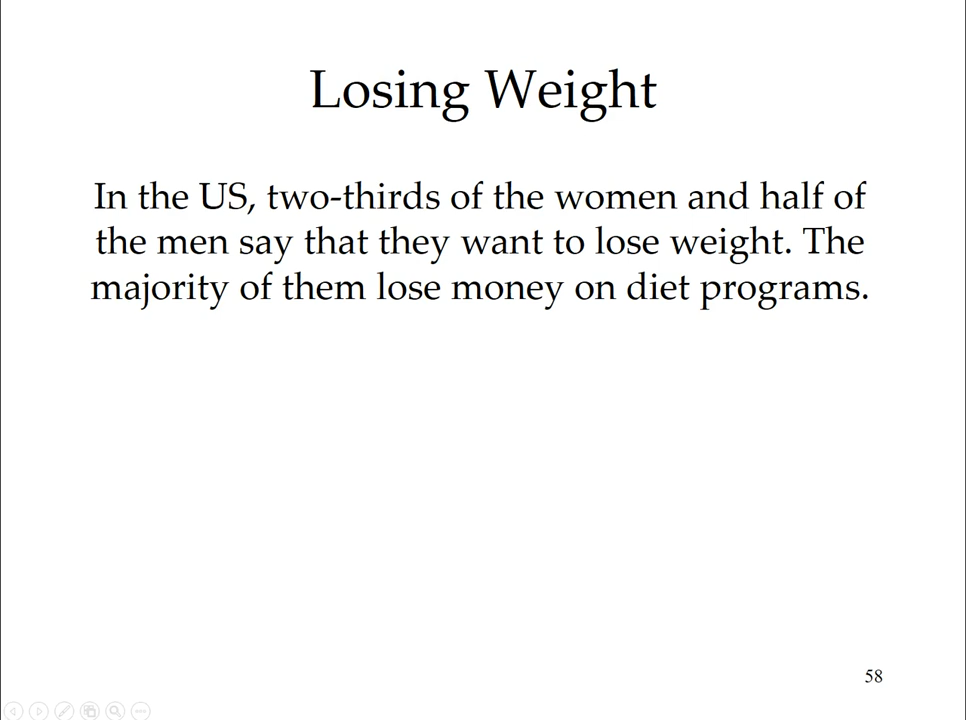 Losing Weight
In the US, two-thirds of the women and half of
the men say that they want to lose weight. The
majority of them lose money on diet programs.
58